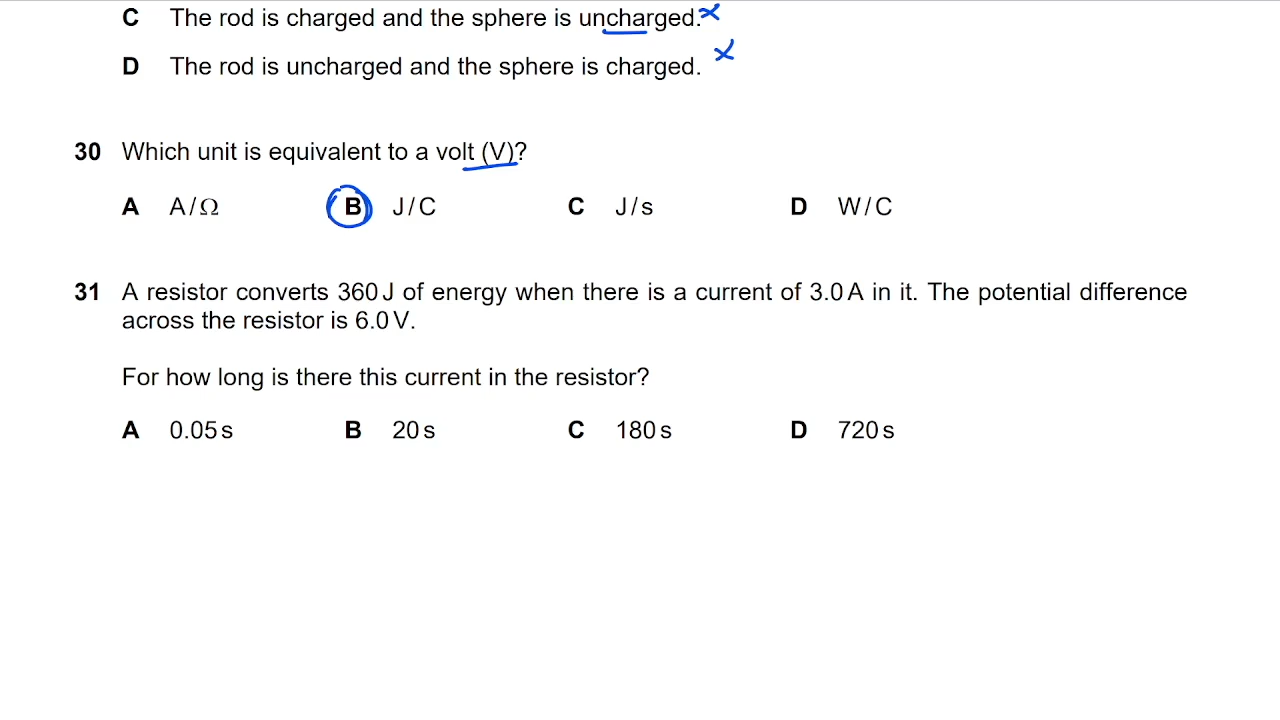 C The rod is charged and the sphere is uncharged.
D The rod is uncharged and the sphere is charged.
30 Which unit is equivalent to a volt (V)?
A A/Ω B J/C C J/s D W/C
31 A resistor converts 360 J of energy when there is a current of 3.0 A in it. The potential difference
across the resistor is 6.0 V.
For how long is there this current in the resistor?
A 0.05 s B 20 s C 180 s D 720 s